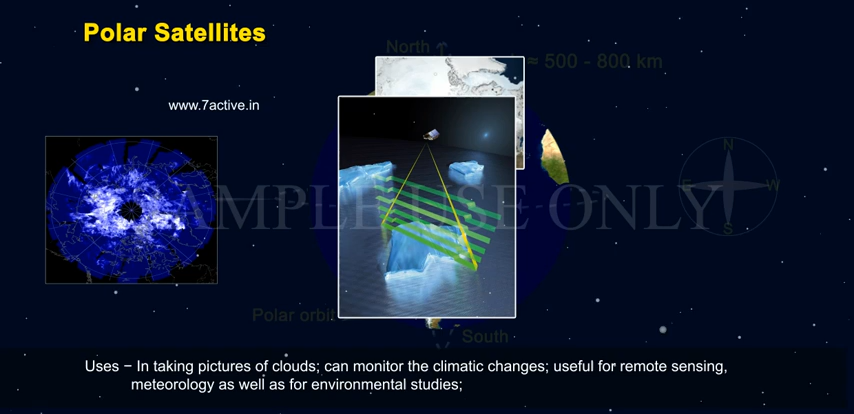 Polar Satellites
North
≈ 500 - 800 km
www.7active.in
N
E W
S
SAMPLE USE ONLY
Polar orbit
South
Uses − In taking pictures of clouds; can monitor the climatic changes; useful for remote sensing,
meteorology as well as for environmental studies;